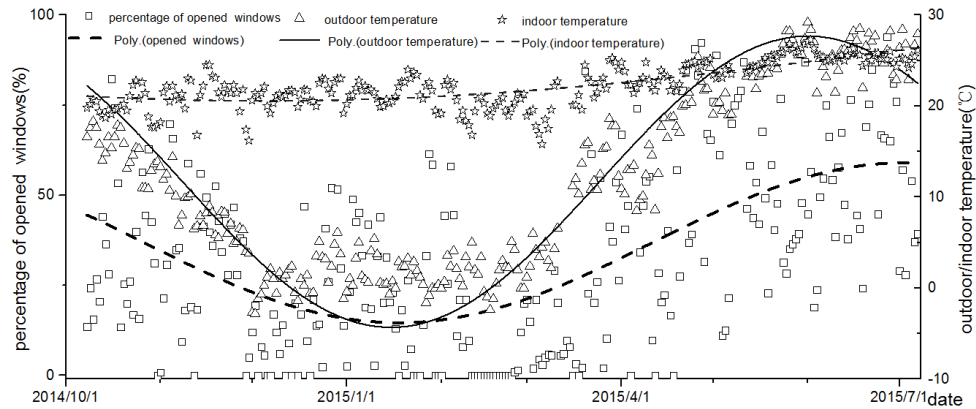 percentage of opened windows outdoor temperature indoor temperature
Poly.(opened windows) Poly.(outdoor temperature) Poly.(indoor temperature)
percentage of opened windows(%)
100
50
0
30
20
10
0
-10
outdoor/indoor temperature(℃)
2014/10/1 2015/1/1 2015/4/1 2015/7/1 date